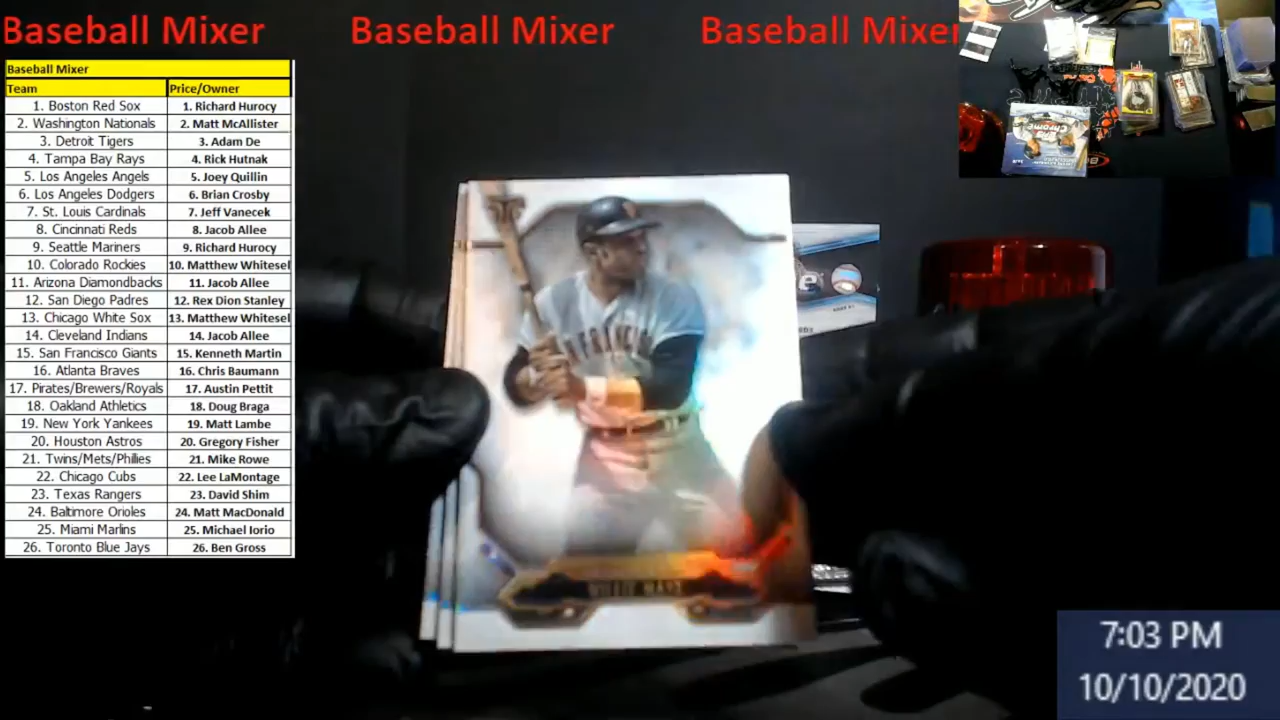 Baseball Mixer Baseball Mixer Baseball Mixer
Baseball Mixer
Team Price/Owner
1. Boston Red Sox 1. Richard Hurocy
2. Washington Nationals 2. Matt McAllister
3. Detroit Tigers 3. Adam De
4. Tampa Bay Rays 4. Rick Hutnak
5. Los Angeles Angels 5. Joey Quillin
6. Los Angeles Dodgers 6. Brian Crosby
7. St. Louis Cardinals 7. Jeff Vanecek
8. Cincinnati Reds 8. Jacob Allee
9. Seattle Mariners 9. Richard Hurocy
10. Colorado Rockies 10. Matthew Whitesel
11. Arizona Diamondbacks 11. Jacob Allee
12. San Diego Padres 12. Rex Dion Stanley
13. Chicago White Sox 13. Matthew Whitesel
14. Cleveland Indians 14. Jacob Allee
15. San Francisco Giants 15. Kenneth Martin
16. Atlanta Braves 16. Chris Baumann
17. Pirates/Brewers/Royals 17. Austin Pettit
18. Oakland Athletics 18. Doug Braga
19. New York Yankees 19. Matt Lambe
20. Houston Astros 20. Gregory Fisher
21. Twins/Mets/Phillies 21. Mike Rowe
22. Chicago Cubs 22. Lee LaMontage
23. Texas Rangers 23. David Shim
24. Baltimore Orioles 24. Matt MacDonald
25. Miami Marlins 25. Michael Iorio
26. Toronto Blue Jays 26. Ben Gross
WILLIE MAYS
Chrome
7:03 PM
10/10/2020